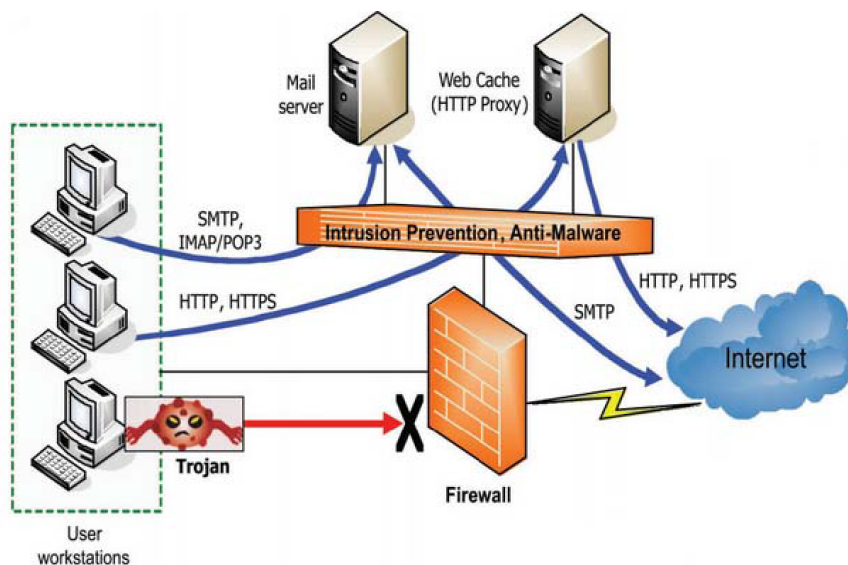 Mail
server
Web Cache
(HTTP Proxy)
SMTP,
IMAP/POP3
Intrusion Prevention, Anti-Malware
HTTP, HTTPS
HTTP, HTTPS
SMTP
Internet
Trojan
X
Firewall
User
workstations